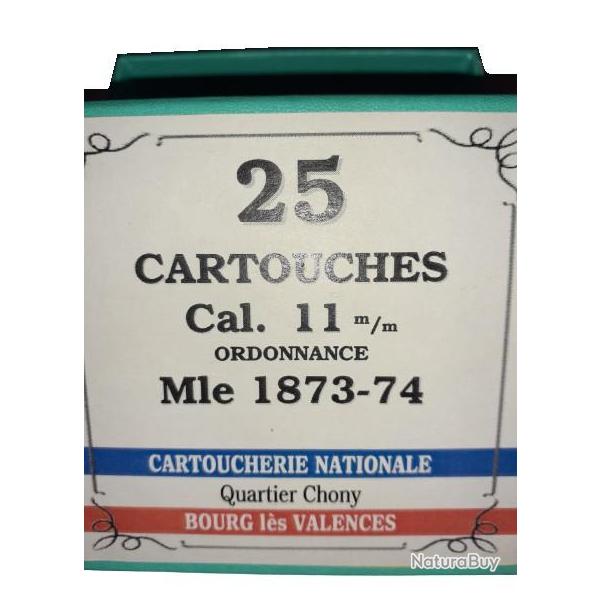 25
CARTOUCHES
Cal. 11 m/m
ORDONNANCE
Mle 1873-74
CARTOUCHERIE NATIONALE
Quartier Chony
BOURG lès VALENCES
NaturaBuy